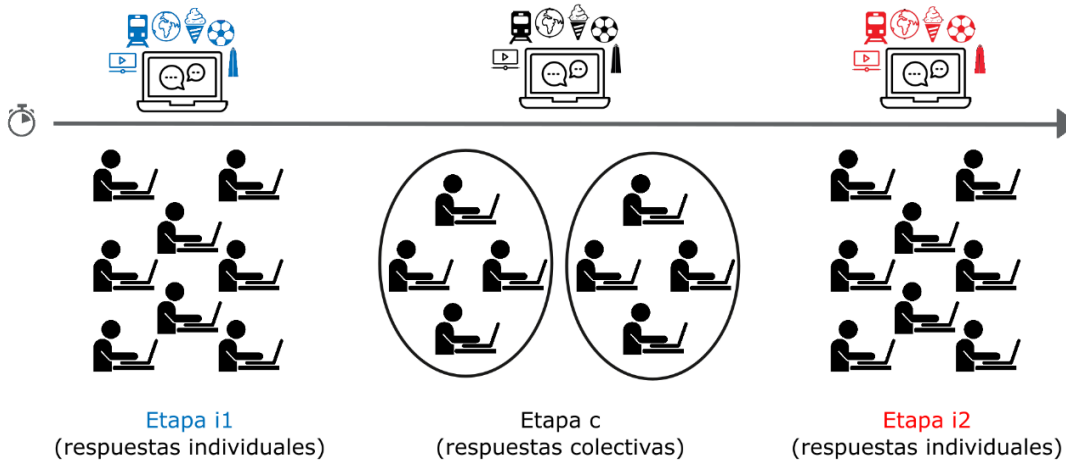 Etapa i1
(respuestas individuales)
Etapa c
(respuestas colectivas)
Etapa i2
(respuestas individuales)